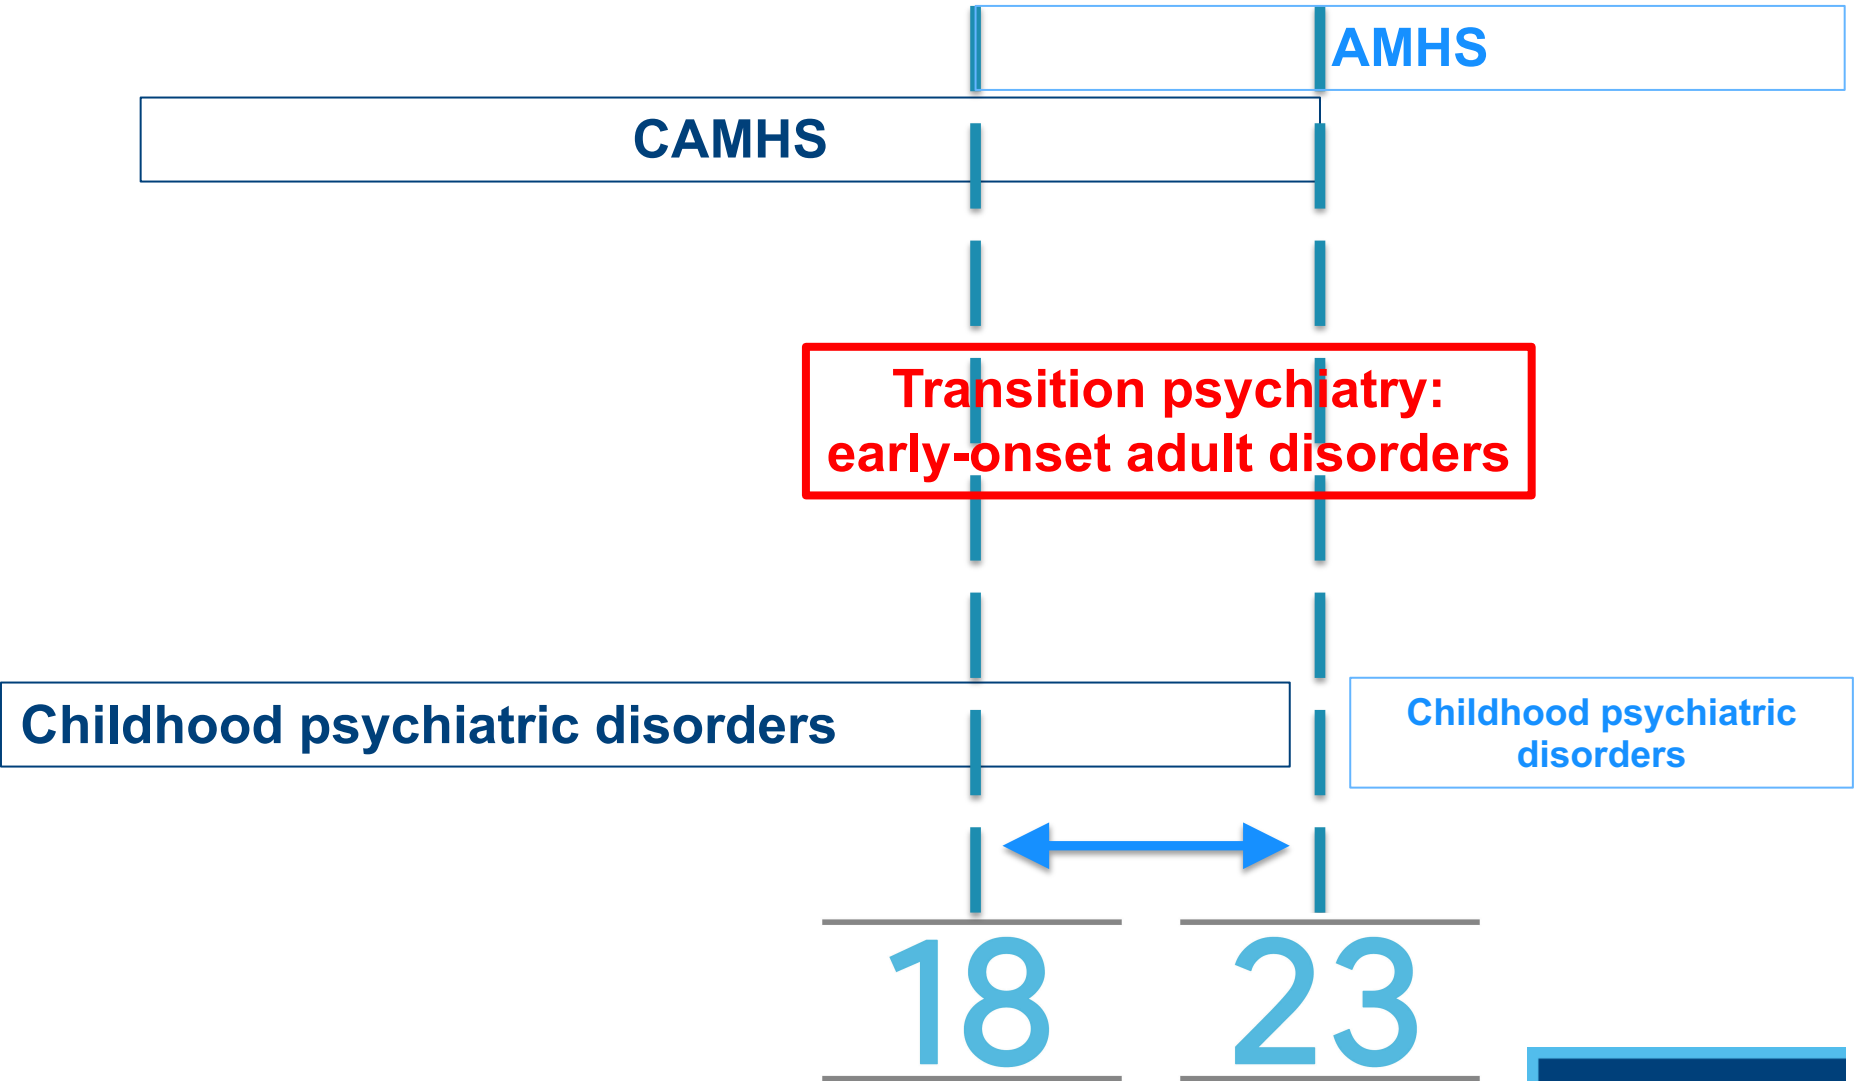 AMHS
CAMHS
Transition psychiatry:
early-onset adult disorders
Childhood psychiatric disorders
Childhood psychiatric
disorders
18
23